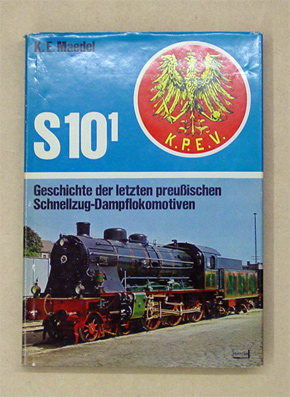 K. E. Maedel
K.P.E.V.
S 10¹
Geschichte der letzten preußischen
Schnellzug-Dampflokomotiven